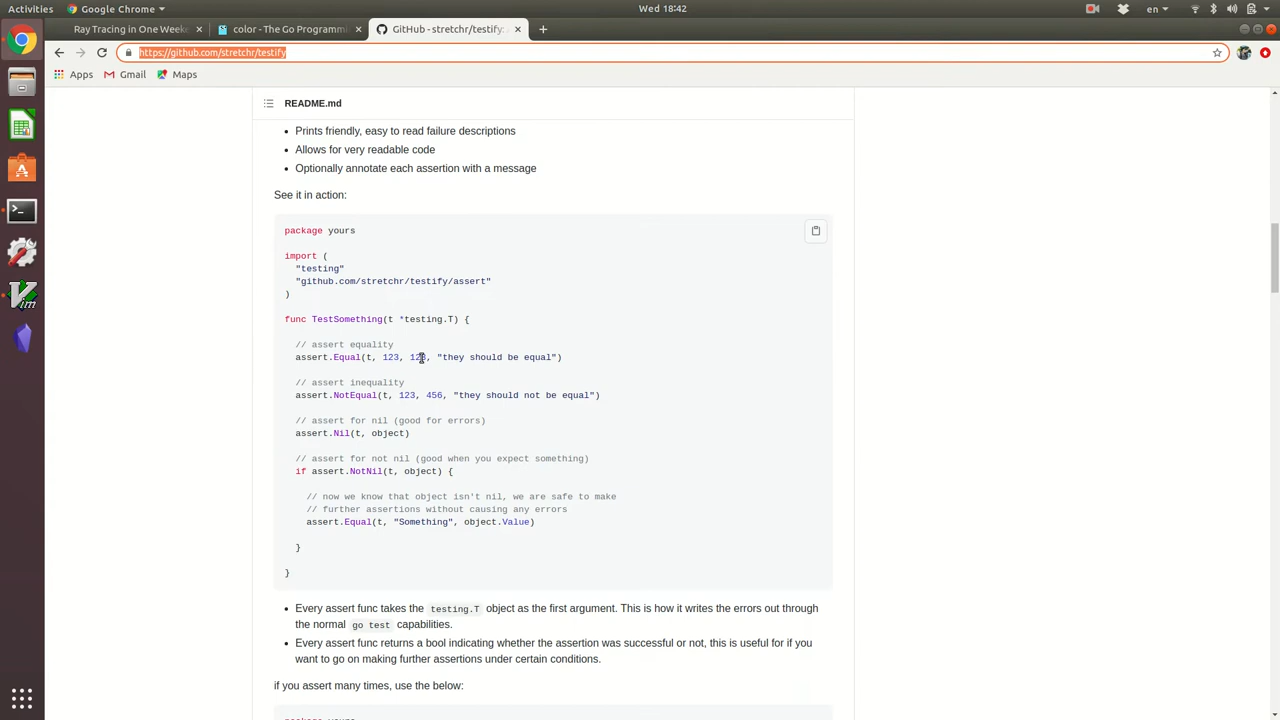 Activities
Google Chrome
Wed 18:42
en
Ray Tracing in One Weeke
color - The Go Programmi
GitHub - stretchr/testify:
https://github.com/stretchr/testify
Apps
Gmail
Maps
README.md
Prints friendly, easy to read failure descriptions
Allows for very readable code
Optionally annotate each assertion with a message
See it in action:
package yours
import (
"testing"
"github.com/stretchr/testify/assert"
)
func TestSomething(t *testing.T) {
// assert equality
assert.Equal(t, 123, 123, "they should be equal")
// assert inequality
assert.NotEqual(t, 123, 456, "they should not be equal")
// assert for nil (good for errors)
assert.Nil(t, object)
// assert for not nil (good when you expect something)
if assert.NotNil(t, object) {
// now we know that object isn't nil, we are safe to make
// further assertions without causing any errors
assert.Equal(t, "Something", object.Value)
}
}
Every assert func takes the testing.T object as the first argument. This is how it writes the errors out through
the normal go test capabilities.
Every assert func returns a bool indicating whether the assertion was successful or not, this is useful for if you
want to go on making further assertions under certain conditions.
if you assert many times, use the below:
package yours